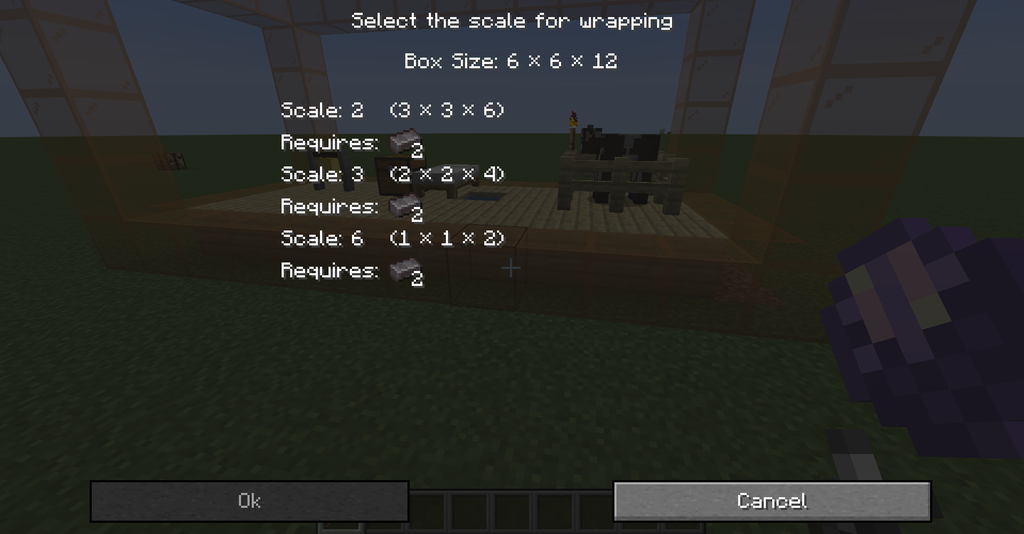 Select the scale for wrapping
Box Size: 6 × 6 × 12
Scale: 2 (3 × 3 × 6)
Requires: 2
Scale: 3 (2 × 2 × 4)
Requires: 2
Scale: 6 (1 × 1 × 2)
Requires: 2
Ok Cancel